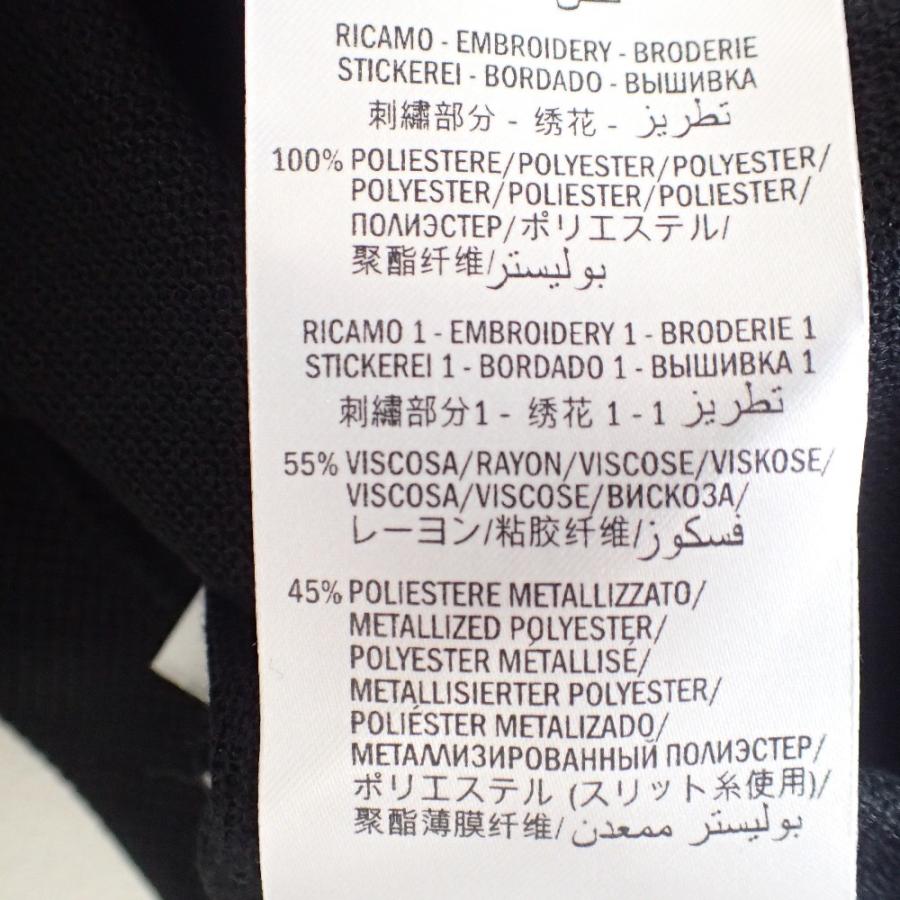 RICAMO - EMBROIDERY - BRODERIE
STICKEREI - BORDADO - ВЫШИВКА
刺繡部分 - 绣花 - تطريز
100% POLIESTERE/POLYESTER/POLYESTER/
POLYESTER/POLIESTER/POLIESTER/
ПОЛИЭСТЕР/ポリエステル/
聚酯纤维/بوليستر
RICAMO 1 - EMBROIDERY 1 - BRODERIE 1
STICKEREI 1 - BORDADO 1 - ВЫШИВКА 1
刺繡部分1 - 绣花 1 - 1 تطريز
55% VISCOSA/RAYON/VISCOSE/VISKOSE/
VISCOSA/VISCOSE/ВИСКОЗА/
レーヨン/粘胶纤维/فسكوز
45% POLIESTERE METALLIZZATO/
METALLIZED POLYESTER/
POLYESTER MÉTALLISÉ/
METALLISIERTER POLYESTER/
POLIÉSTER METALIZADO/
МЕТАЛЛИЗИРОВАННЫЙ ПОЛИЭСТЕР/
ポリエステル (スリット糸使用)/
聚酯薄膜纤维/بوليستر ممعدن